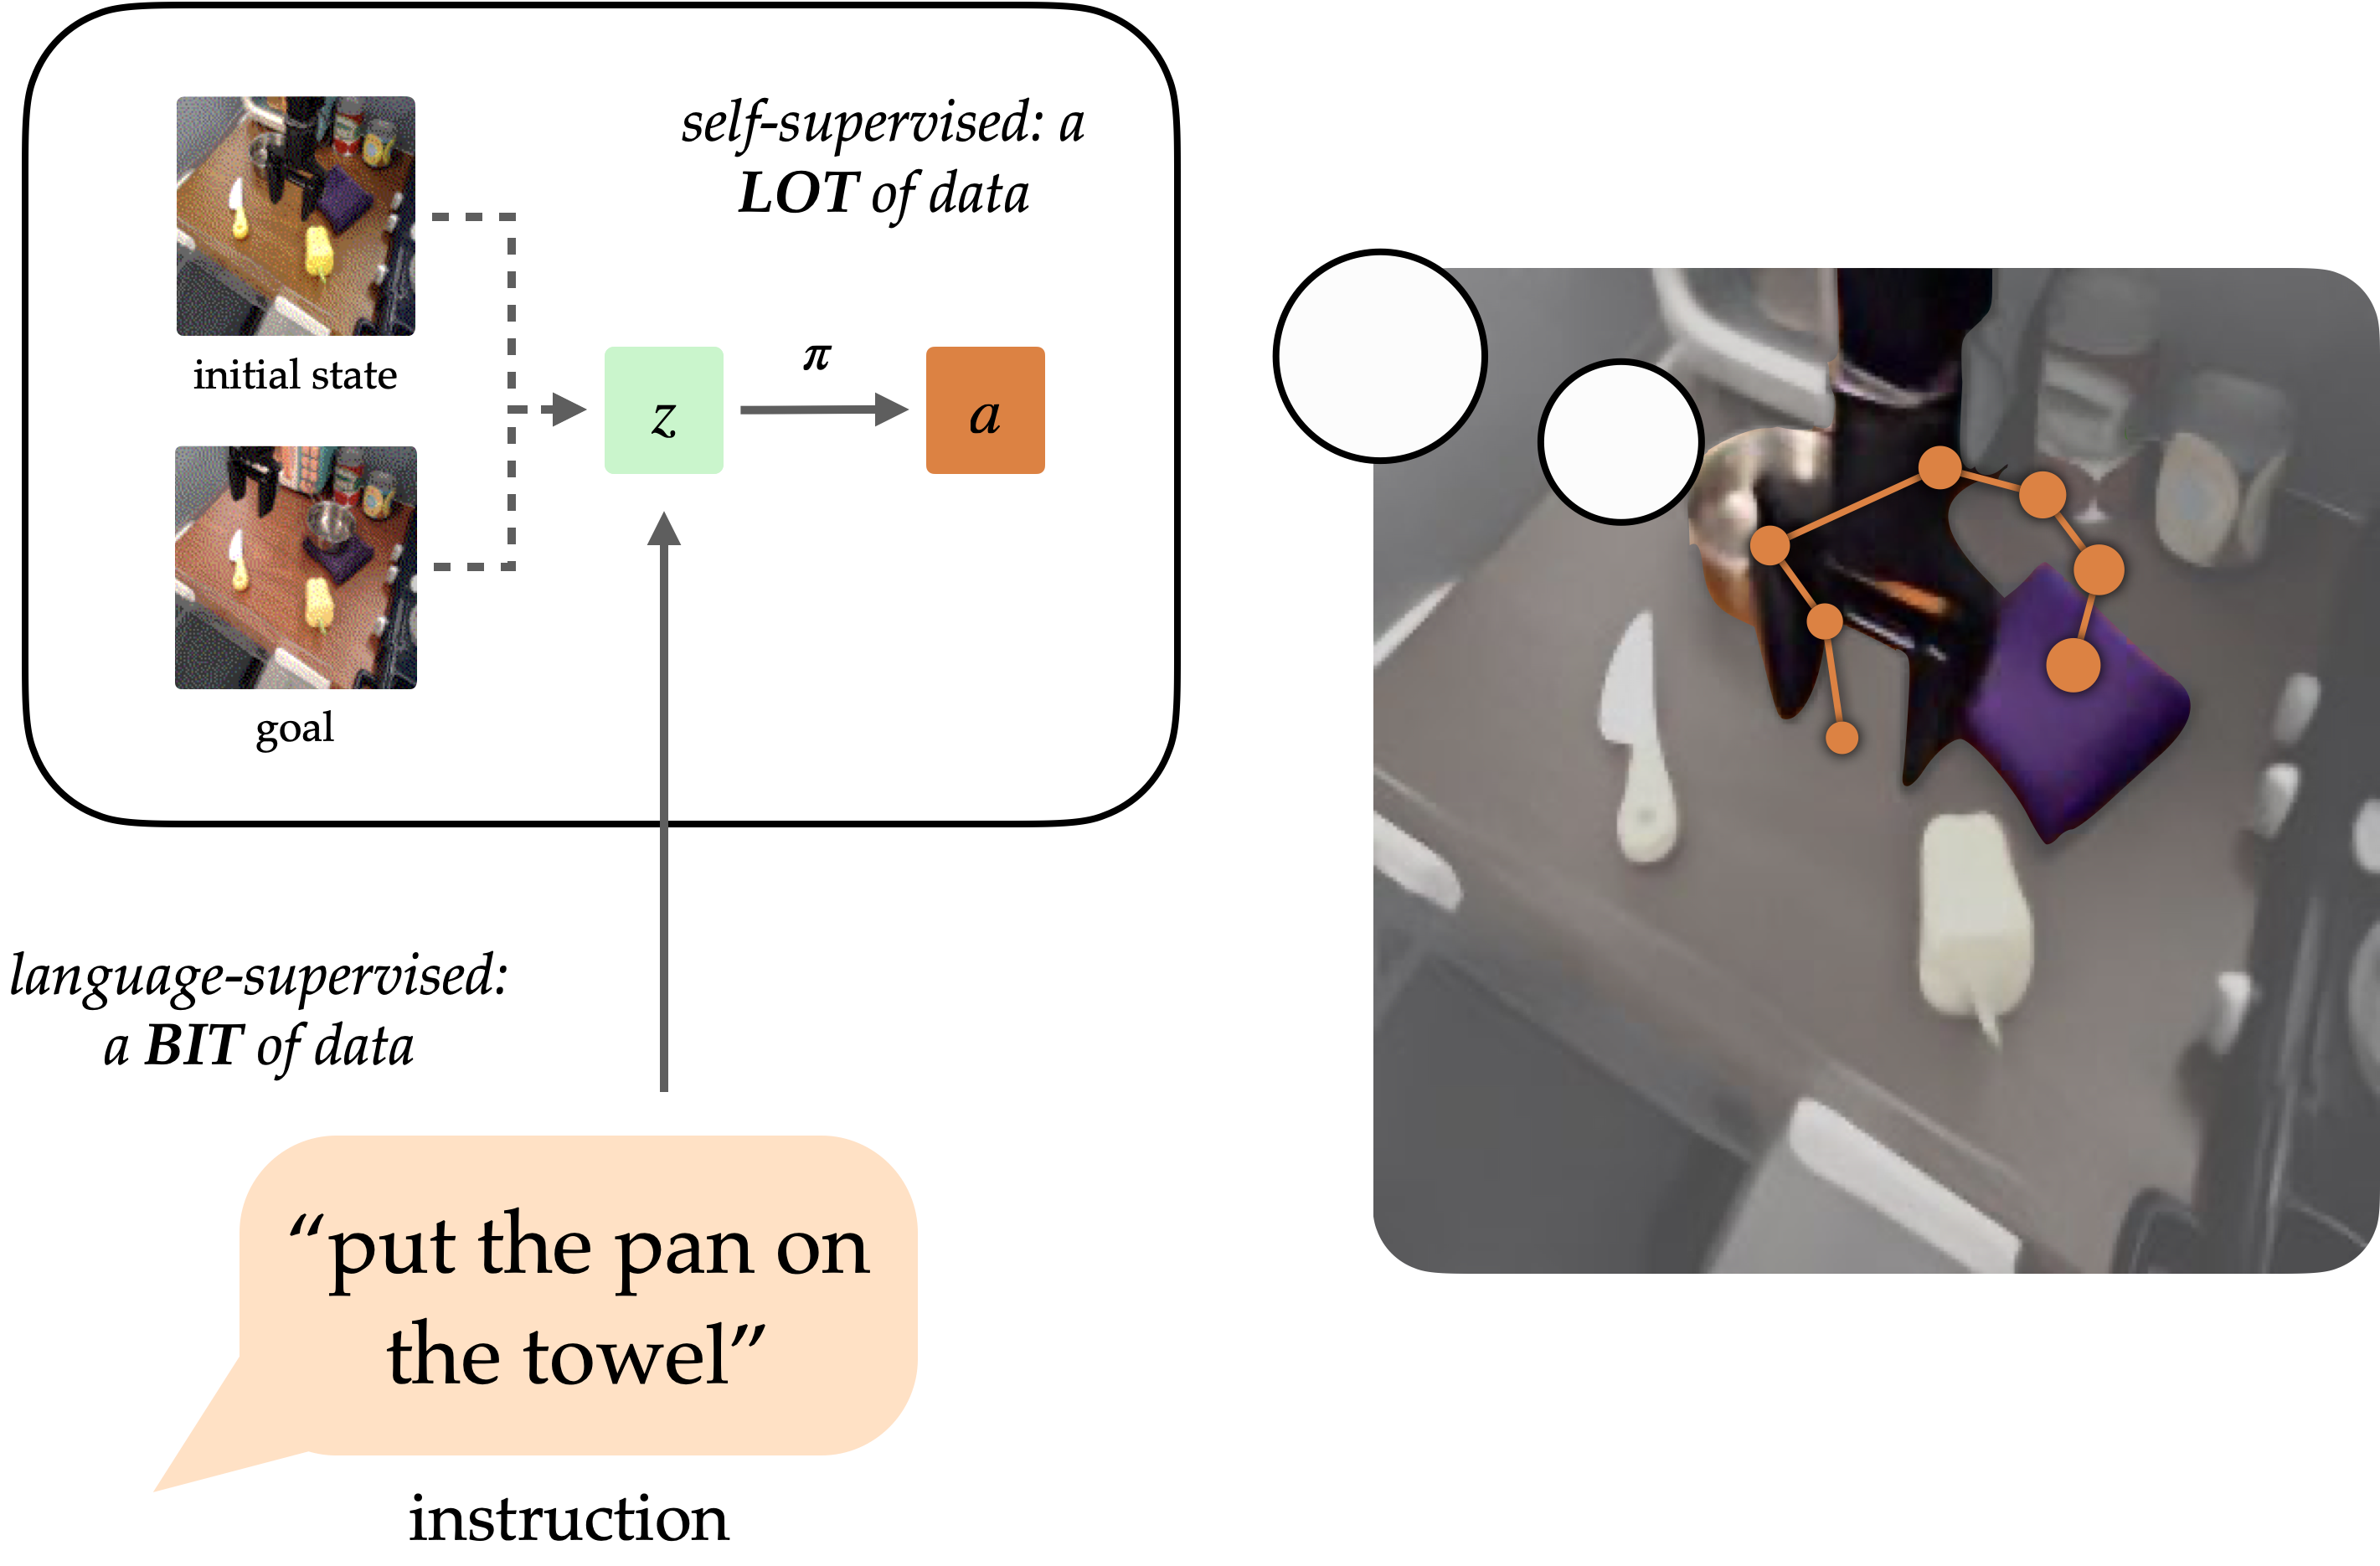 self-supervised: a
LOT of data
initial state
π
z
a
goal
language-supervised:
a BIT of data
“put the pan on
the towel”
instruction